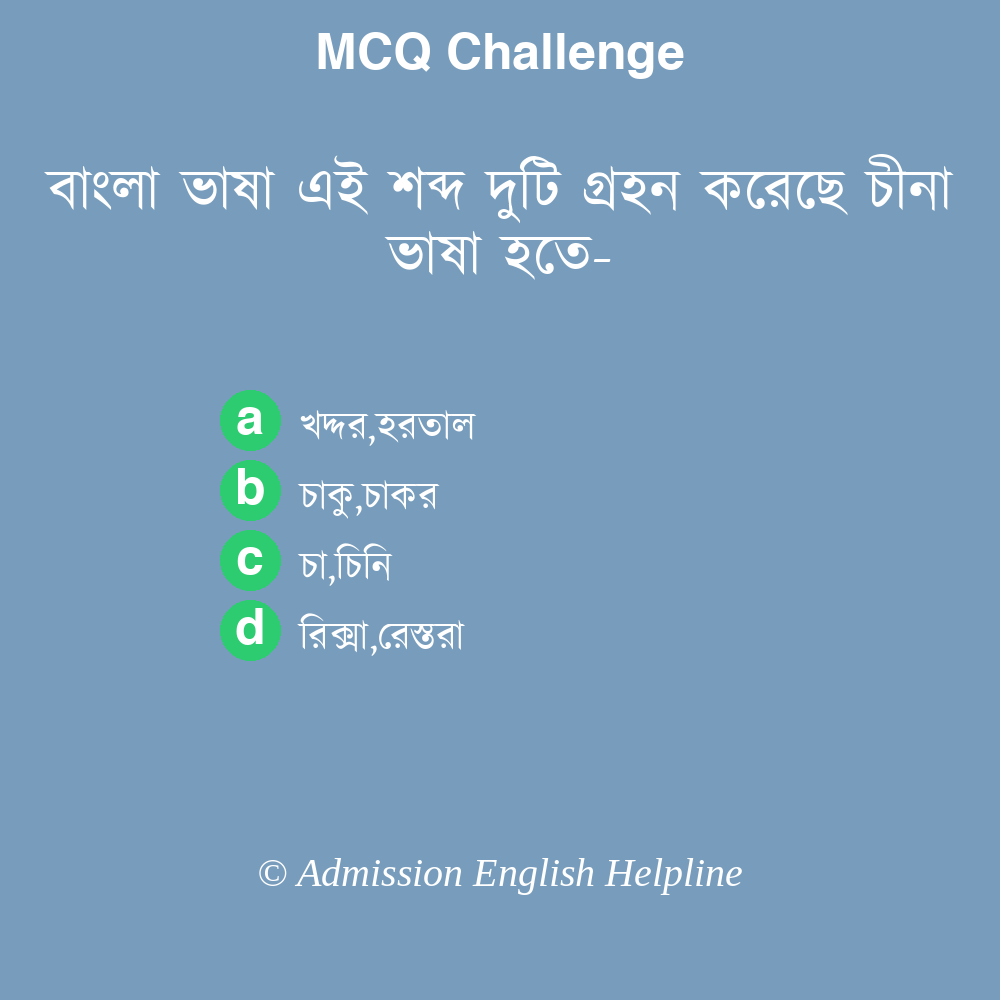 MCQ Challenge
বাংলা ভাষা এই শব্দ দুটি গ্রহন করেছে চীনা
ভাষা হতে-
a খদ্দর,হরতাল
b চাকু,চাকর
c চা,চিনি
d রিক্সা,রেস্তরা
© Admission English Helpline